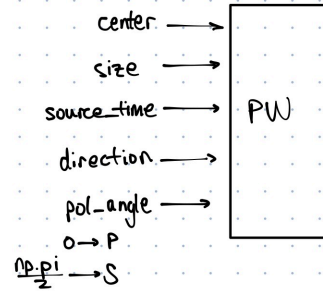 center →
size →
source_time →
PW
direction →
pol_angle →
0 → P
np.pi/2 → S